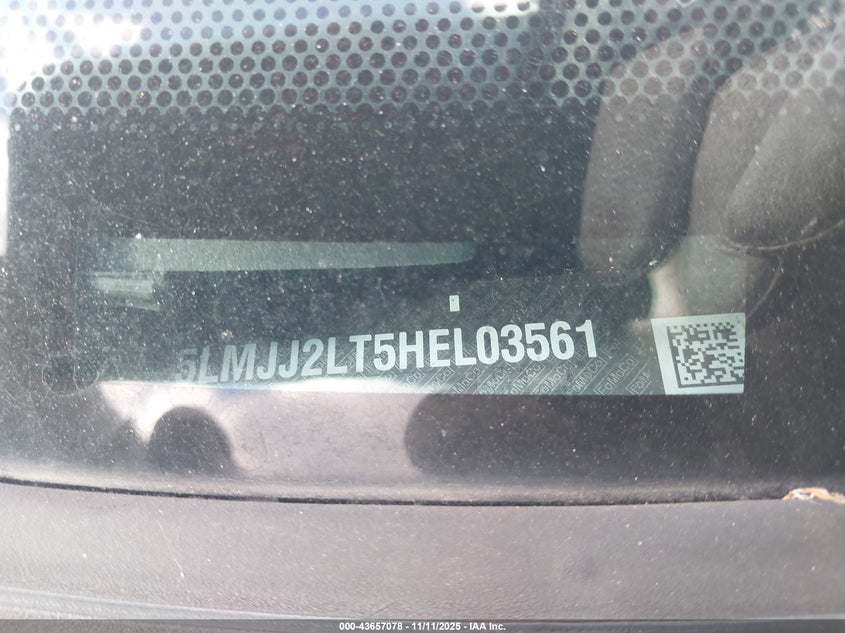 5LMJJ2LT5HEL03561
000-43657078 - 11/11/2025 - IAA Inc.